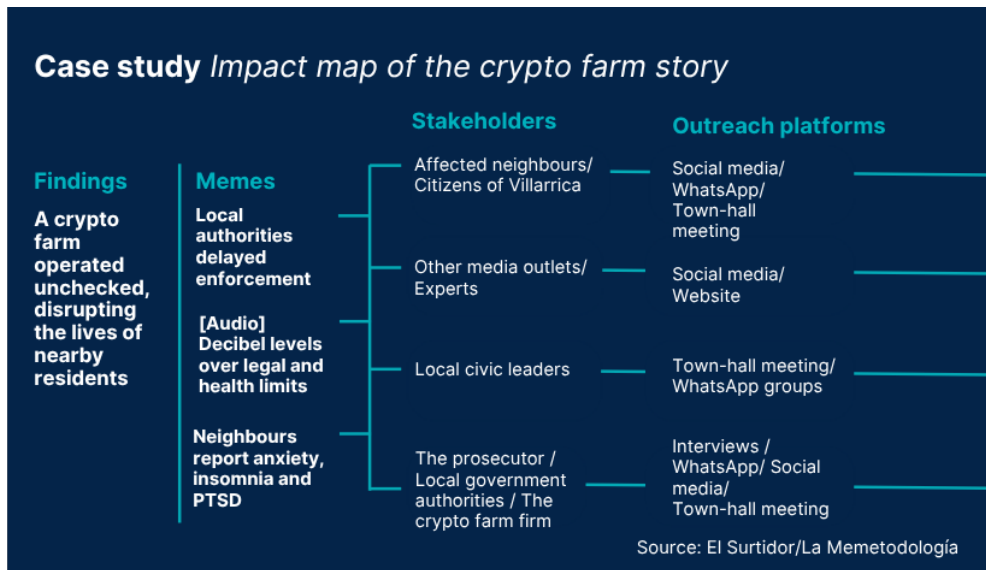 Case study Impact map of the crypto farm story
Findings
A crypto
farm
operated
unchecked,
disrupting
the lives of
nearby
residents
Memes
Local
authorities
delayed
enforcement
[Audio]
Decibel levels
over legal and
health limits
Neighbours
report anxiety,
insomnia and
PTSD
Stakeholders
Affected neighbours/
Citizens of Villarrica
Other media outlets/
Experts
Local civic leaders
The prosecutor /
Local government
authorities / The
crypto farm firm
Outreach platforms
Social media/
WhatsApp/
Town-hall
meeting
Social media/
Website
Town-hall meeting/
WhatsApp groups
Interviews /
WhatsApp/ Social
media/
Town-hall meeting
Source: El Surtidor/La Memetodología